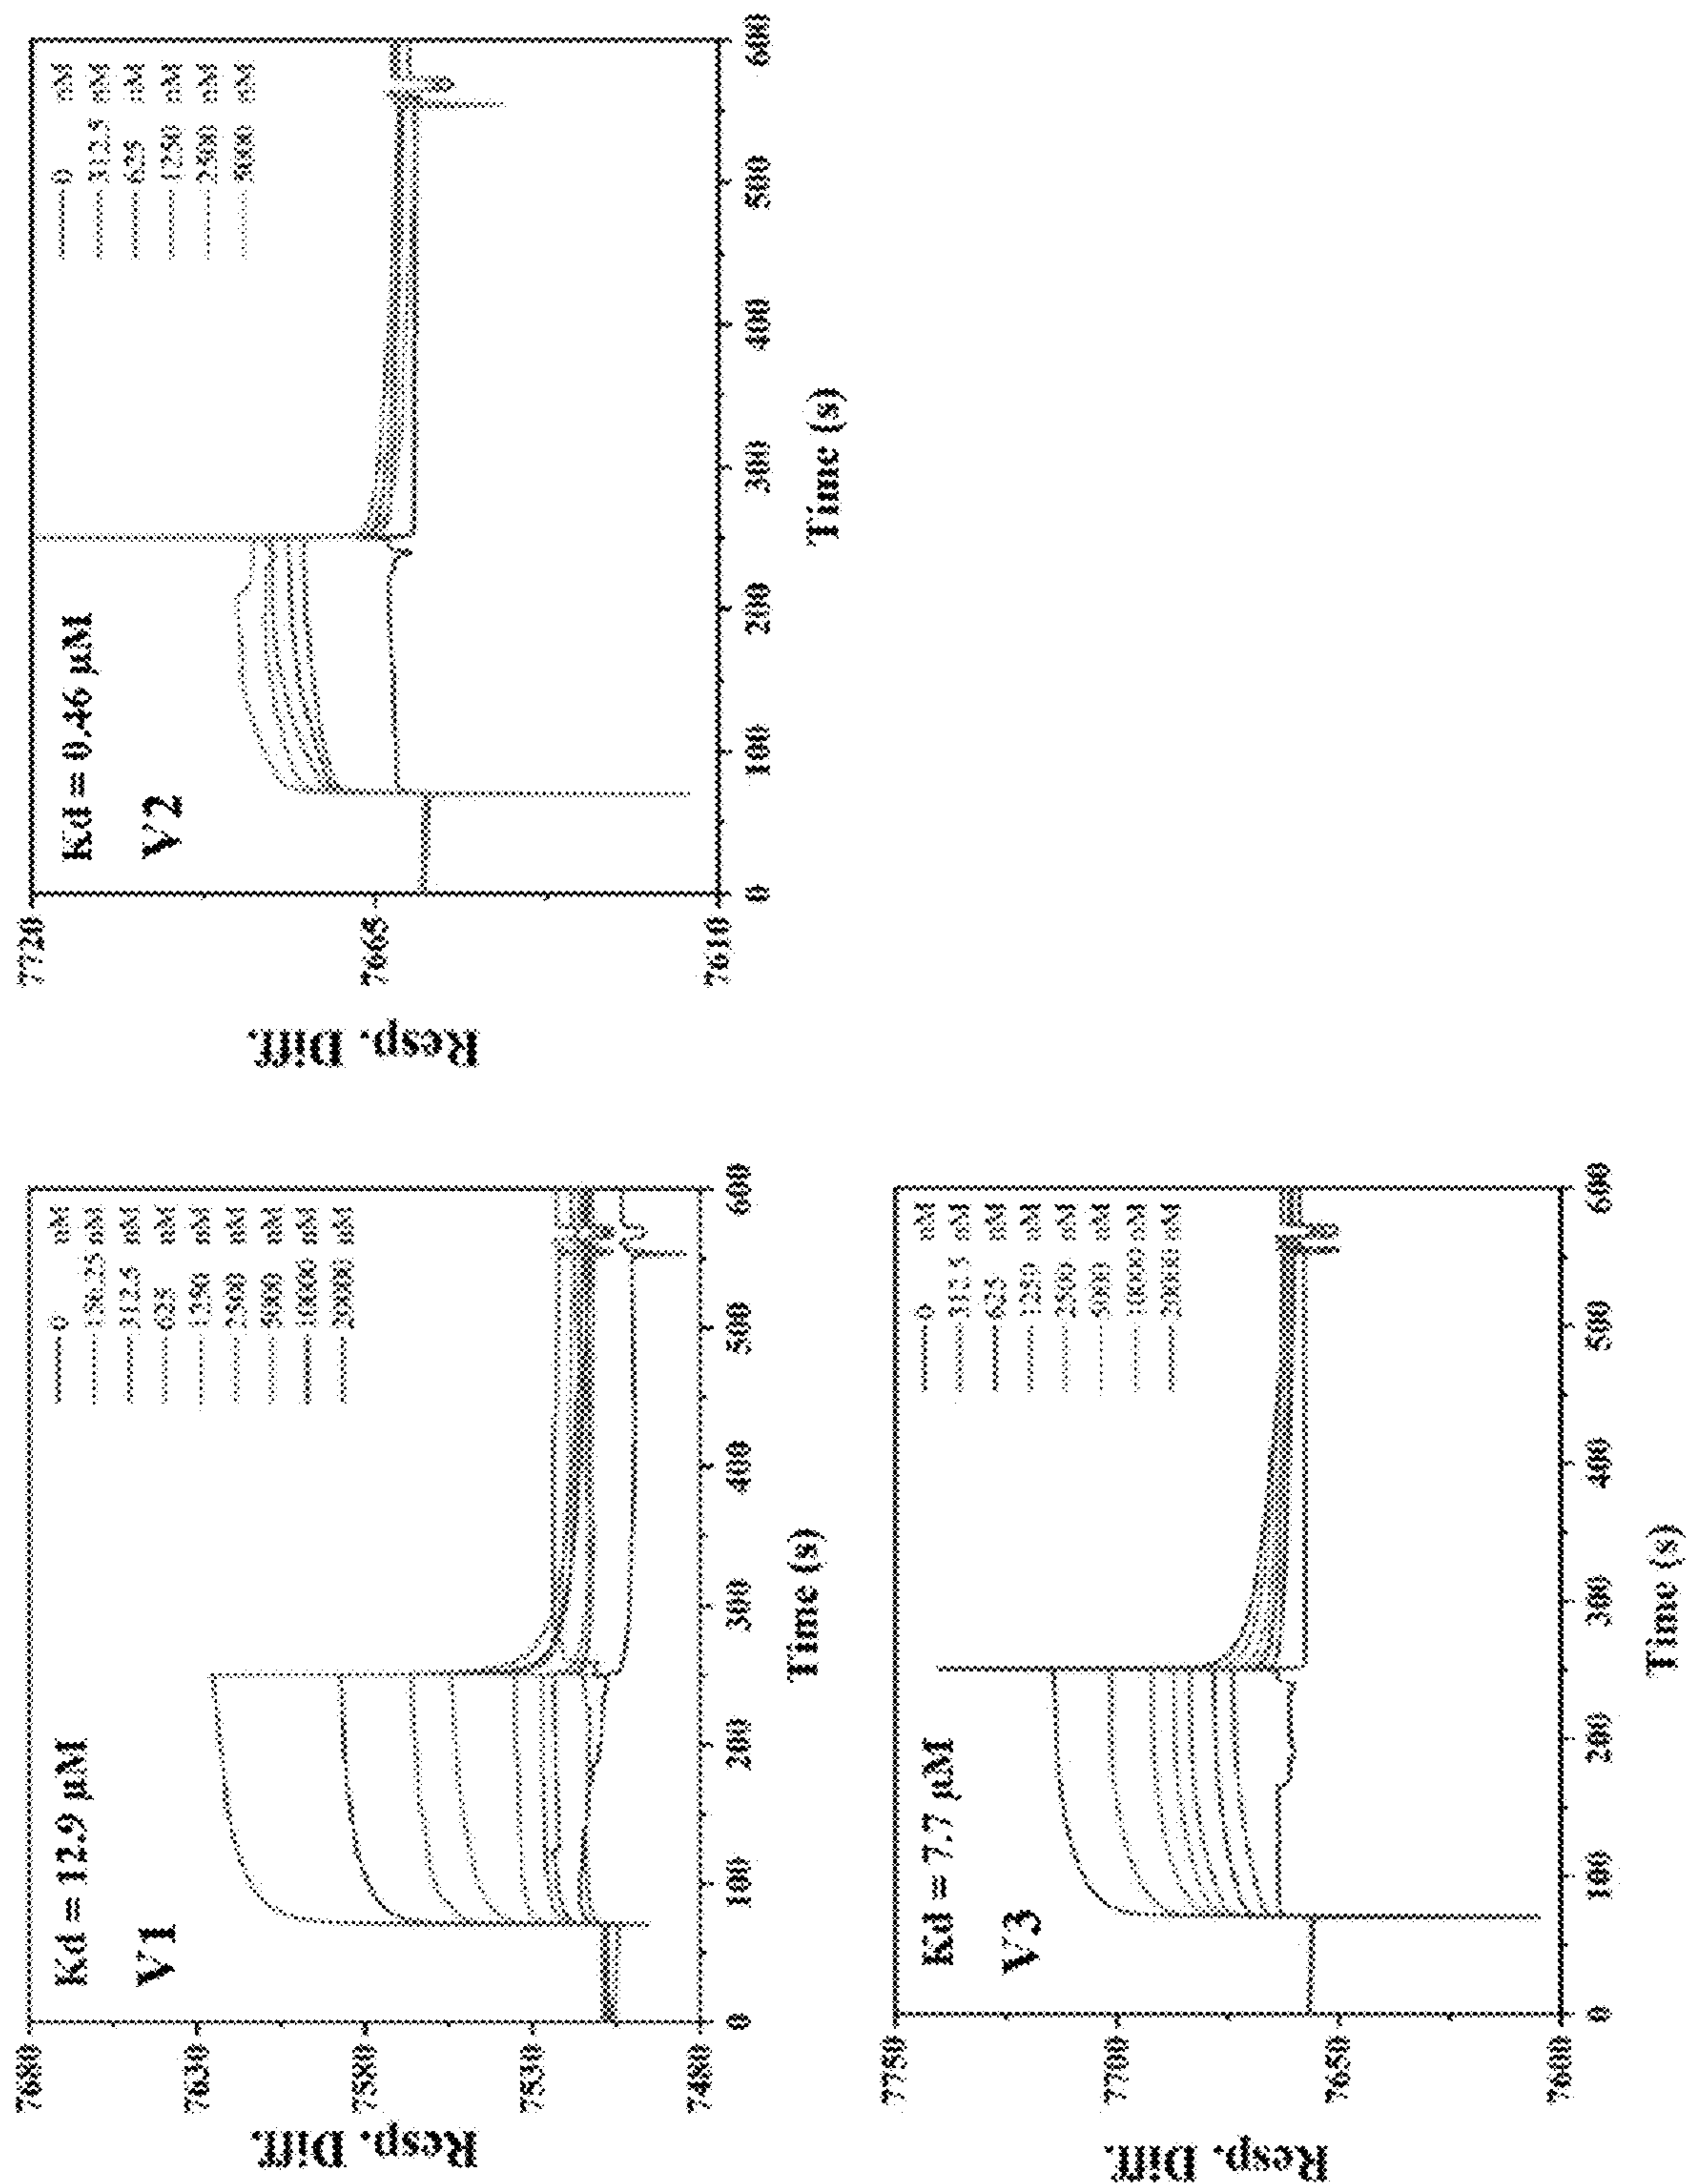 Kd = 12.9 µM
V1
0 nM
156.25 nM
312.5 nM
625 nM
1250 nM
2500 nM
5000 nM
10000 nM
20000 nM
7680
7630
7580
7530
7480
Resp. Diff.
0 100 200 300 400 500 600
Time (s)
Kd = 0.46 µM
V2
0 nM
312.5 nM
625 nM
1250 nM
2500 nM
5000 nM
7720
7665
7610
Resp. Diff.
0 100 200 300 400 500 600
Time (s)
Kd = 7.7 µM
V3
0 nM
312.5 nM
625 nM
1250 nM
2500 nM
5000 nM
10000 nM
20000 nM
7750
7700
7650
7600
Resp. Diff.
0 100 200 300 400 500 600
Time (s)